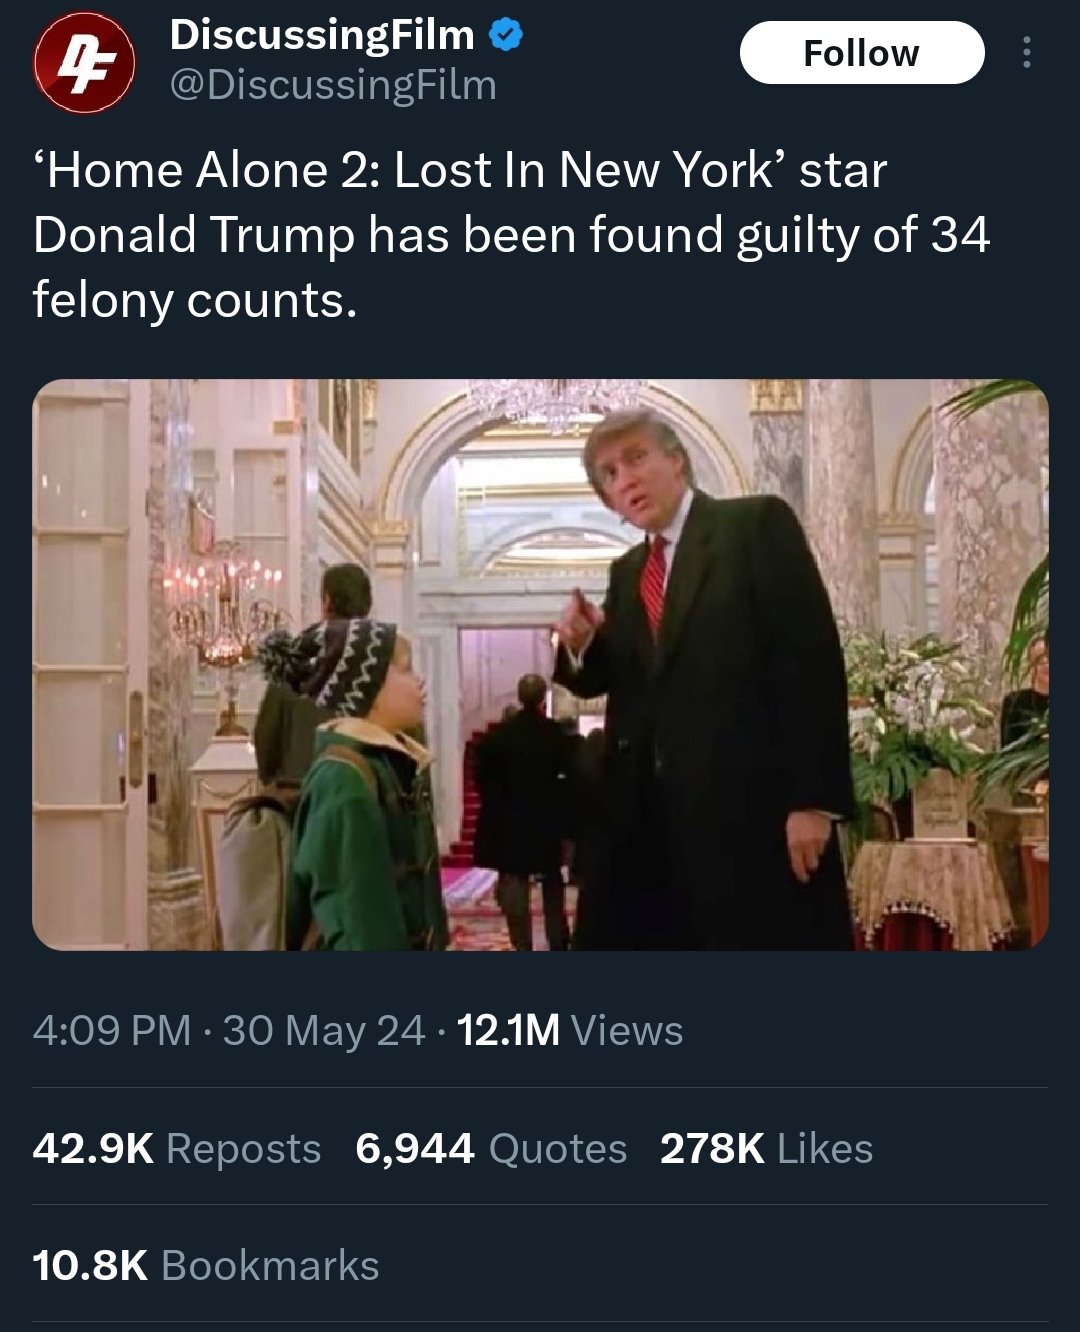 DF
DiscussingFilm
@DiscussingFilm
Follow
‘Home Alone 2: Lost In New York’ star
Donald Trump has been found guilty of 34
felony counts.
4:09 PM · 30 May 24 · 12.1M Views
42.9K Reposts 6,944 Quotes 278K Likes
10.8K Bookmarks